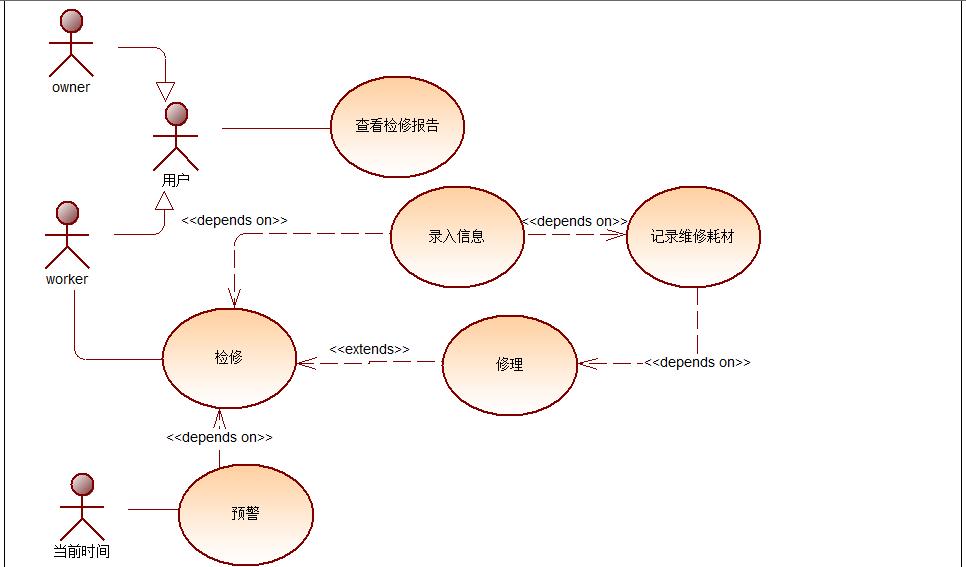 owner
用户
查看检修报告
worker
<<depends on>>
录入信息
<<depends on>>
记录维修耗材
检修
<<extends>>
修理
<<depends on>>
<<depends on>>
当前时间
预警